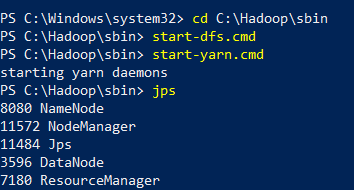 PS C:\Windows\system32> cd C:\Hadoop\sbin
PS C:\Hadoop\sbin> start-dfs.cmd
PS C:\Hadoop\sbin> start-yarn.cmd
starting yarn daemons
PS C:\Hadoop\sbin> jps
8080 NameNode
11572 NodeManager
11484 Jps
3596 DataNode
7180 ResourceManager